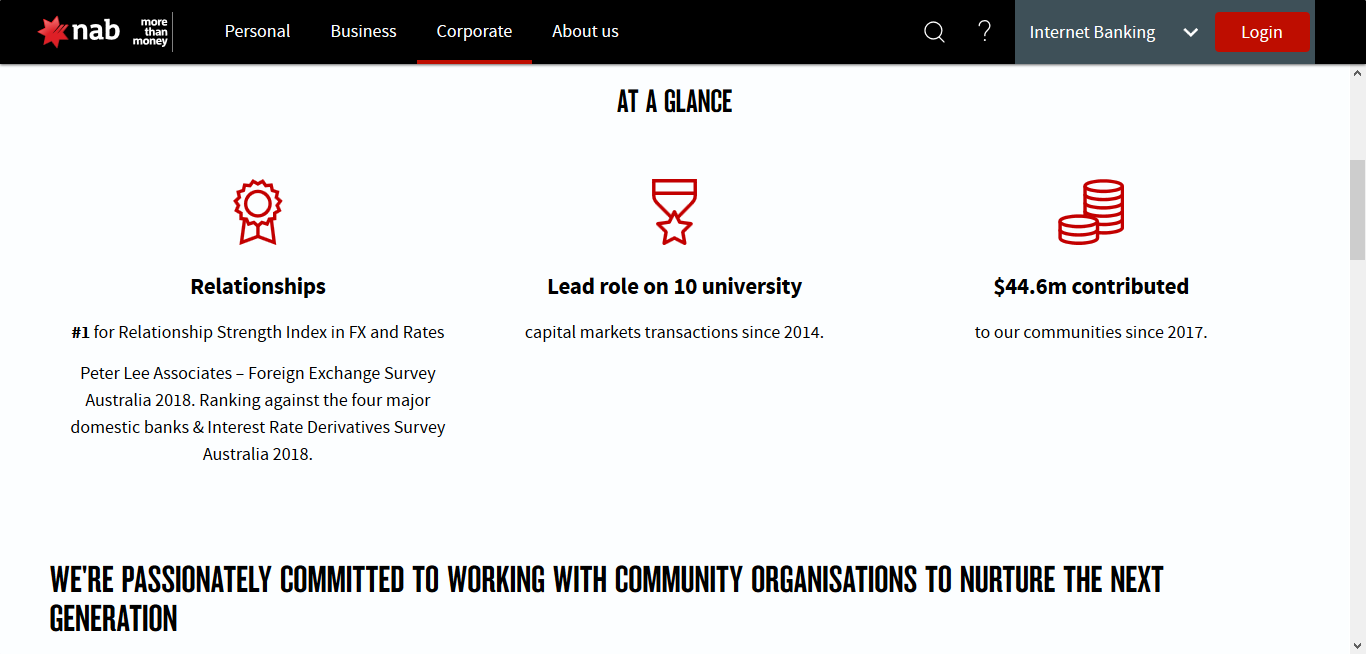 nab
more
than
money
Personal
Business
Corporate
About us
?
Internet Banking
Login
AT A GLANCE
Relationships
#1 for Relationship Strength Index in FX and Rates
Peter Lee Associates – Foreign Exchange Survey
Australia 2018. Ranking against the four major
domestic banks & Interest Rate Derivatives Survey
Australia 2018.
Lead role on 10 university
capital markets transactions since 2014.
$44.6m contributed
to our communities since 2017.
WE'RE PASSIONATELY COMMITTED TO WORKING WITH COMMUNITY ORGANISATIONS TO NURTURE THE NEXT
GENERATION